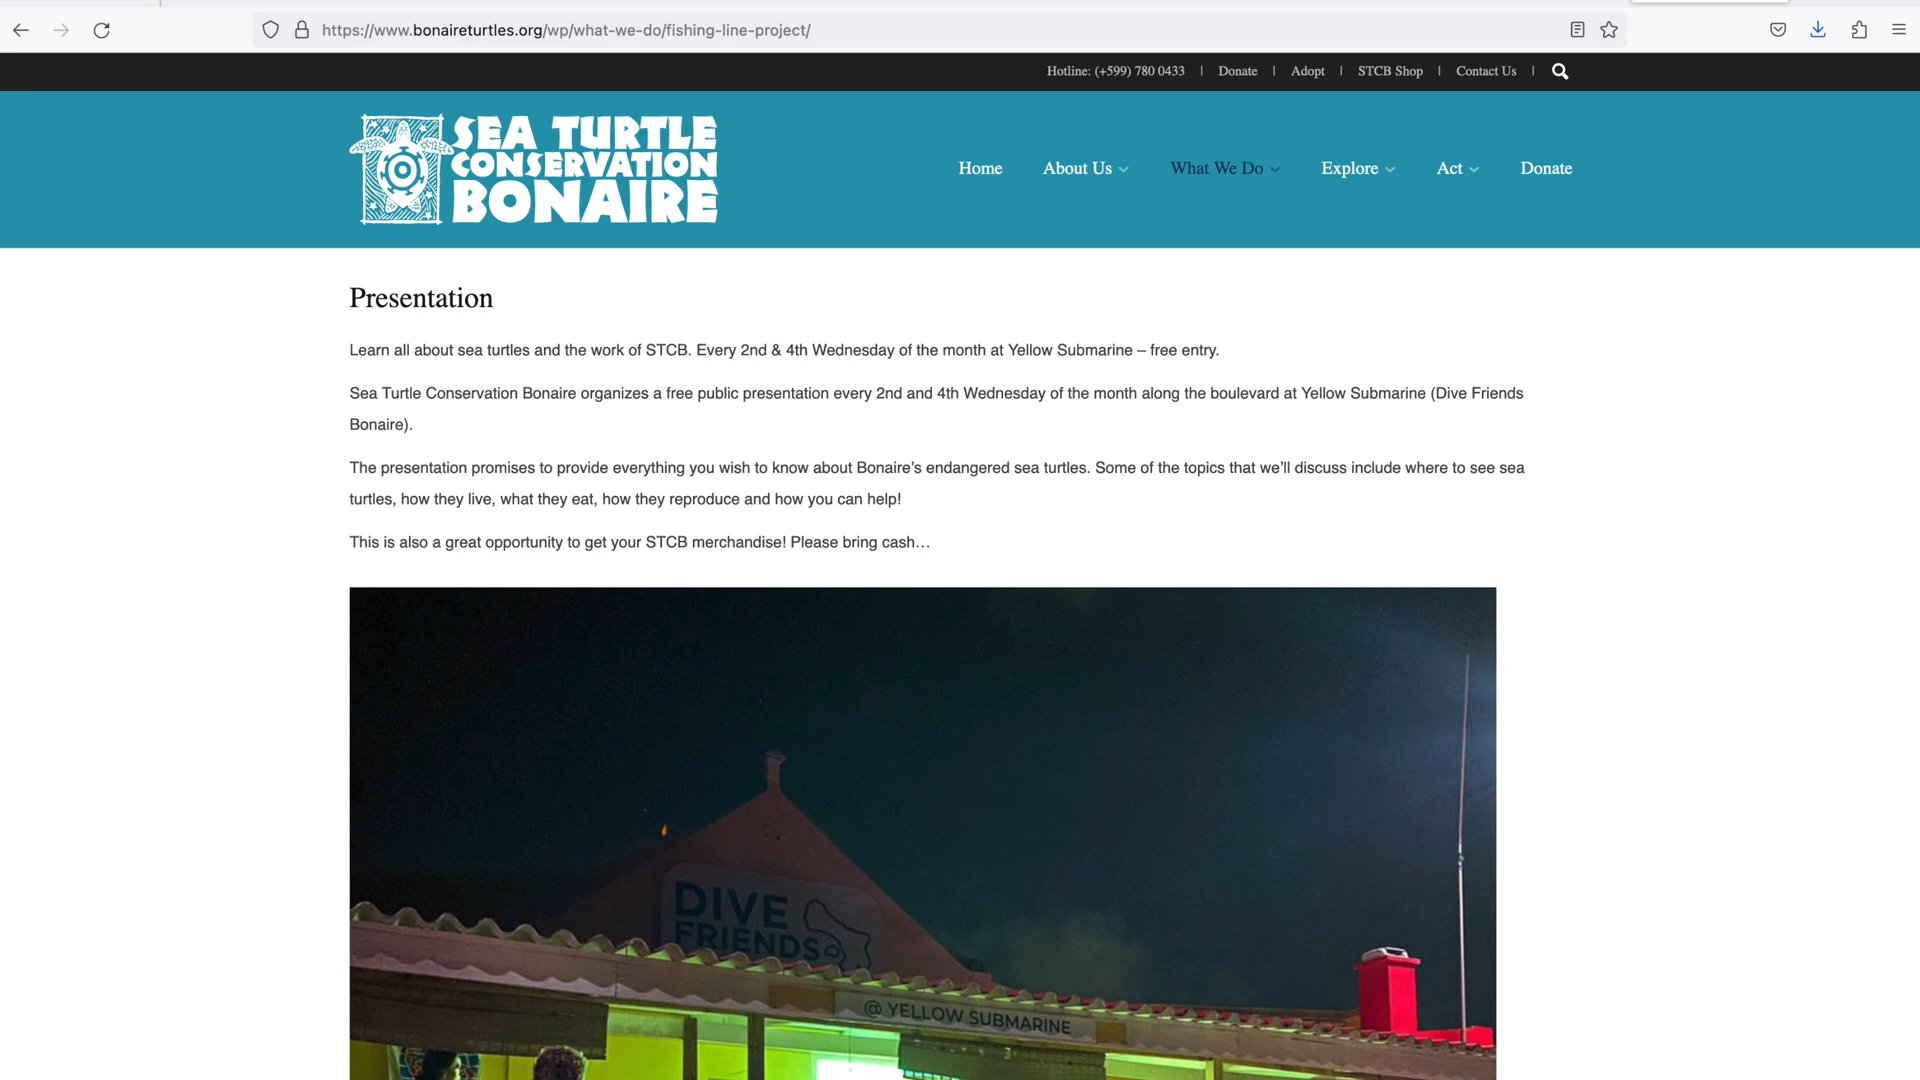 https://www.bonaireturtles.org/wp/what-we-do/fishing-line-project/
Hotline: (+599) 780 0433 | Donate | Adopt | STCB Shop | Contact Us |
SEA TURTLE
CONSERVATION
BONAIRE
Home About Us What We Do Explore Act Donate
Presentation
Learn all about sea turtles and the work of STCB. Every 2nd & 4th Wednesday of the month at Yellow Submarine – free entry.
Sea Turtle Conservation Bonaire organizes a free public presentation every 2nd and 4th Wednesday of the month along the boulevard at Yellow Submarine (Dive Friends
Bonaire).
The presentation promises to provide everything you wish to know about Bonaire’s endangered sea turtles. Some of the topics that we’ll discuss include where to see sea
turtles, how they live, what they eat, how they reproduce and how you can help!
This is also a great opportunity to get your STCB merchandise! Please bring cash…
DIVE
FRIENDS
@ YELLOW SUBMARINE